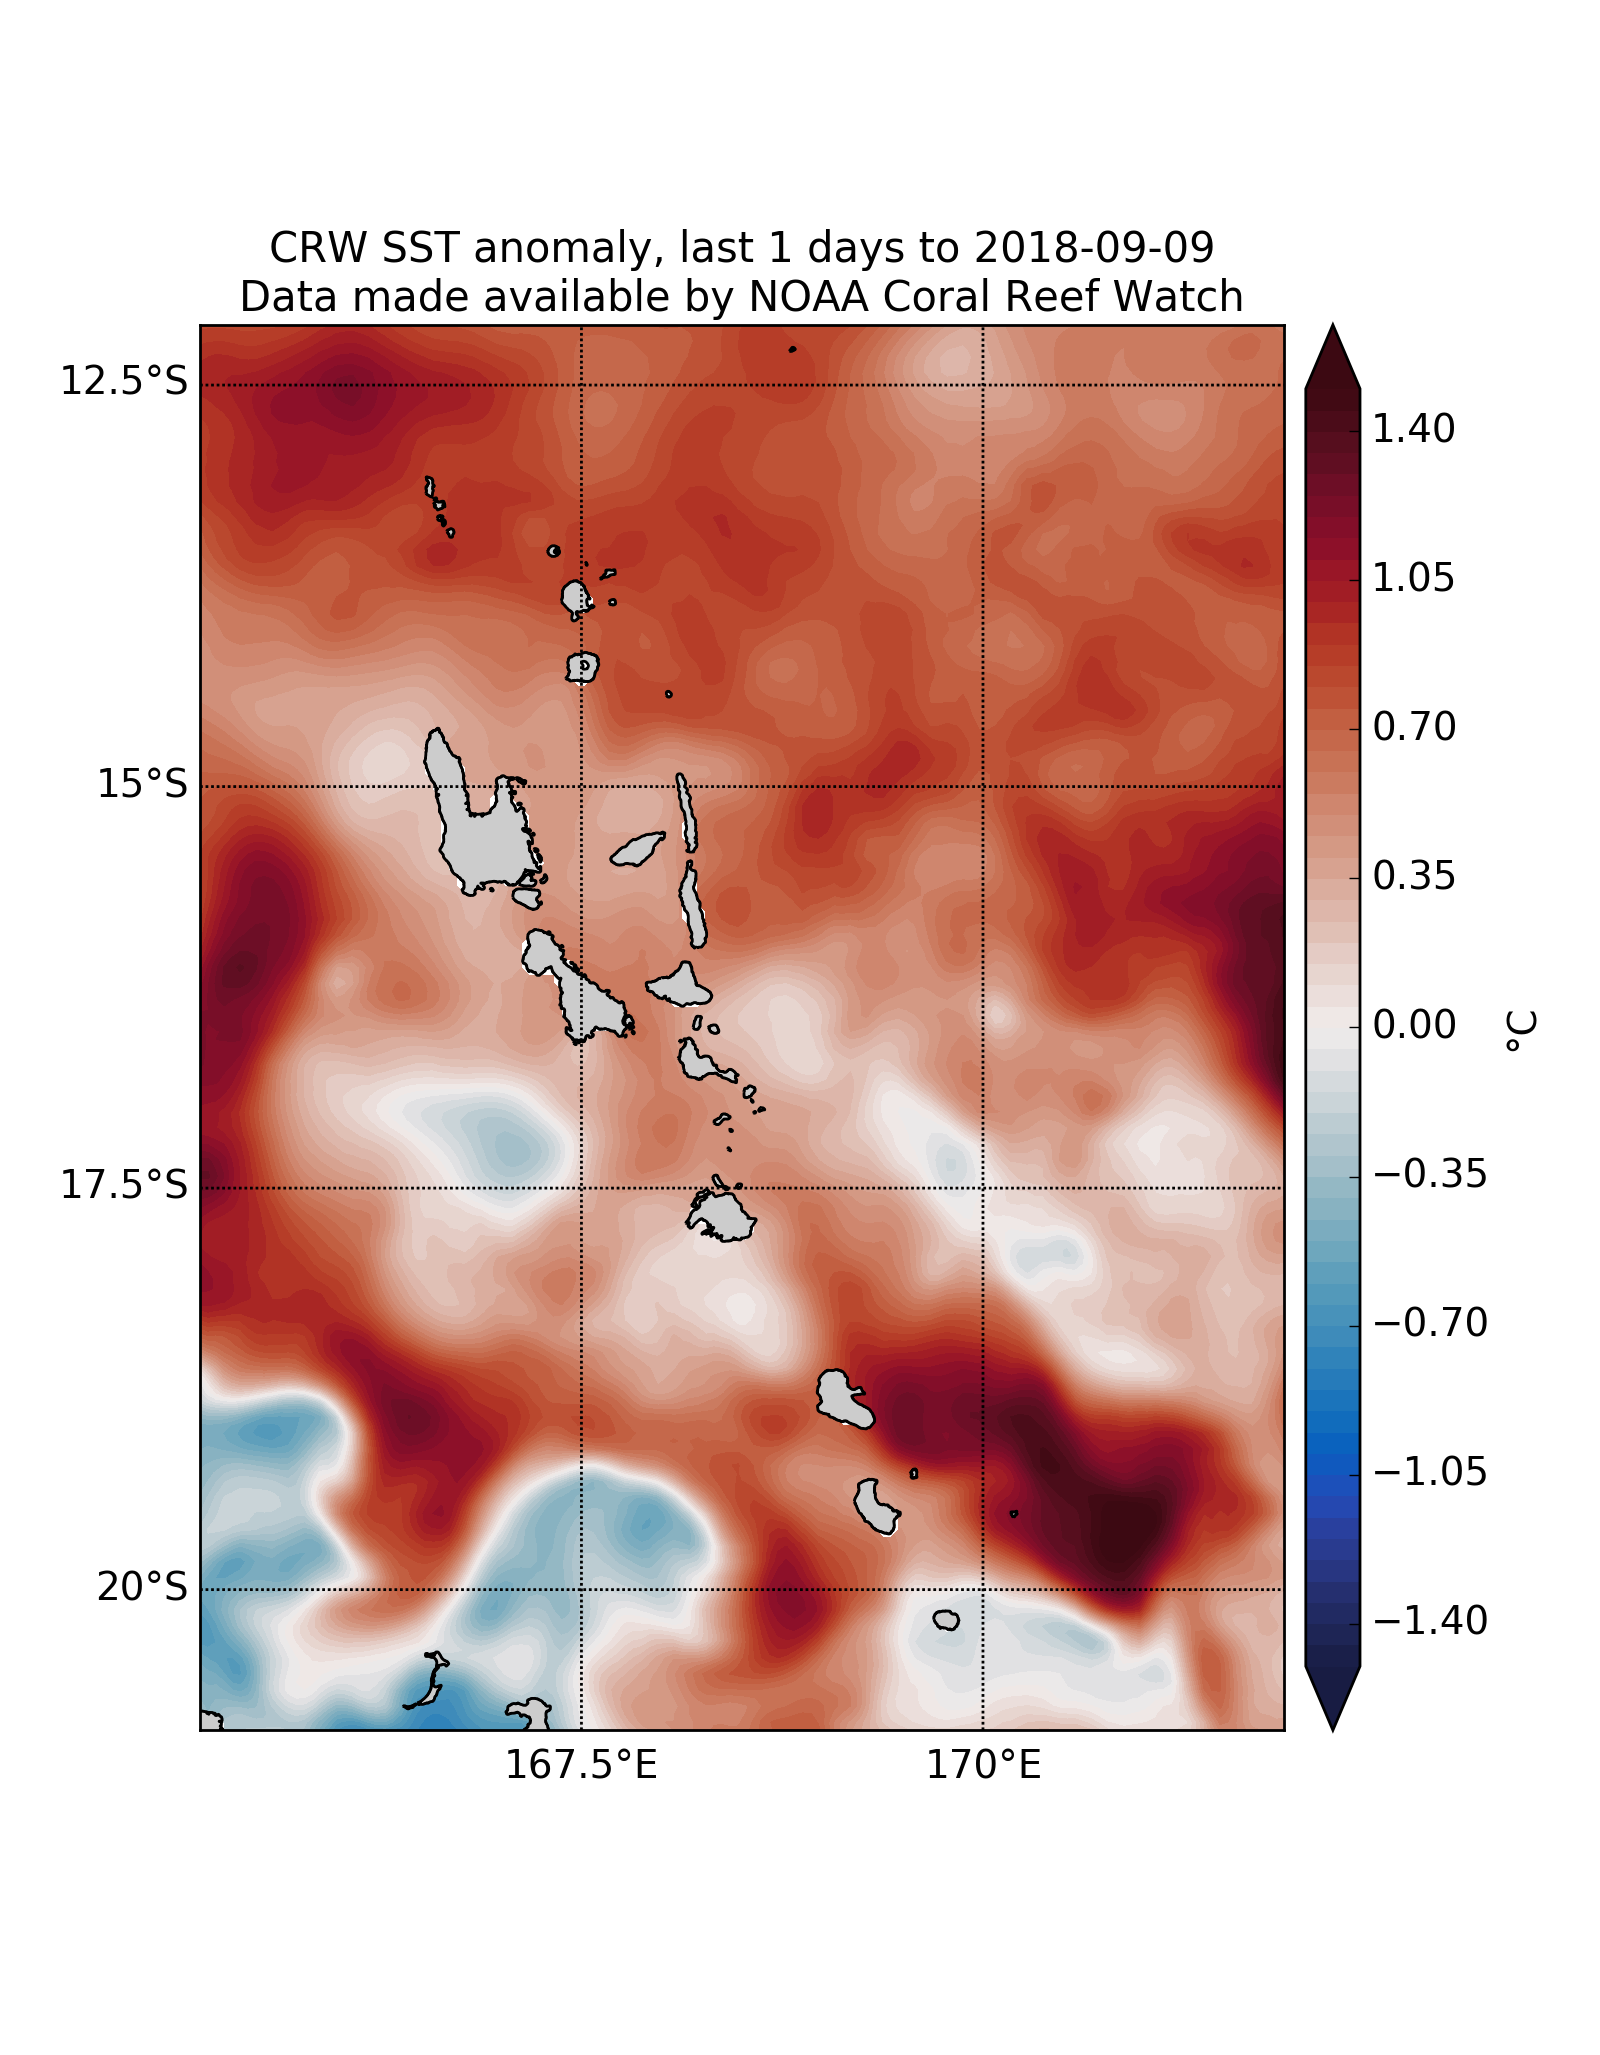 CRW SST anomaly, last 1 days to 2018-09-09
Data made available by NOAA Coral Reef Watch
12.5°S
15°S
17.5°S
20°S
167.5°E
170°E
1.40
1.05
0.70
0.35
0.00
−0.35
−0.70
−1.05
−1.40
°C